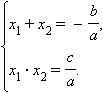 x₁ + x₂ = - b/a,
x₁ · x₂ = c/a.